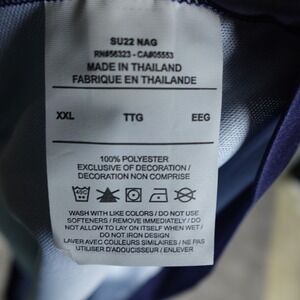 SU22 NAG
RN#56323 - CA#05553
MADE IN THAILAND
FABRIQUE EN THAILANDE
XXL TTG EEG
100% POLYESTER
EXCLUSIVE OF DECORATION /
DECORATION NON COMPRISE
WASH WITH LIKE COLORS / DO NOT USE
SOFTENERS / REMOVE IMMEDIATELY / DO NOT
ALLOW TO LAY ON ITSELF WHEN WET /
DO NOT IRON DESIGN
LAVER AVEC COULEURS SIMILAIRES / NE PAS
UTILISER D'ADOUCISSEUR / ENLEVER